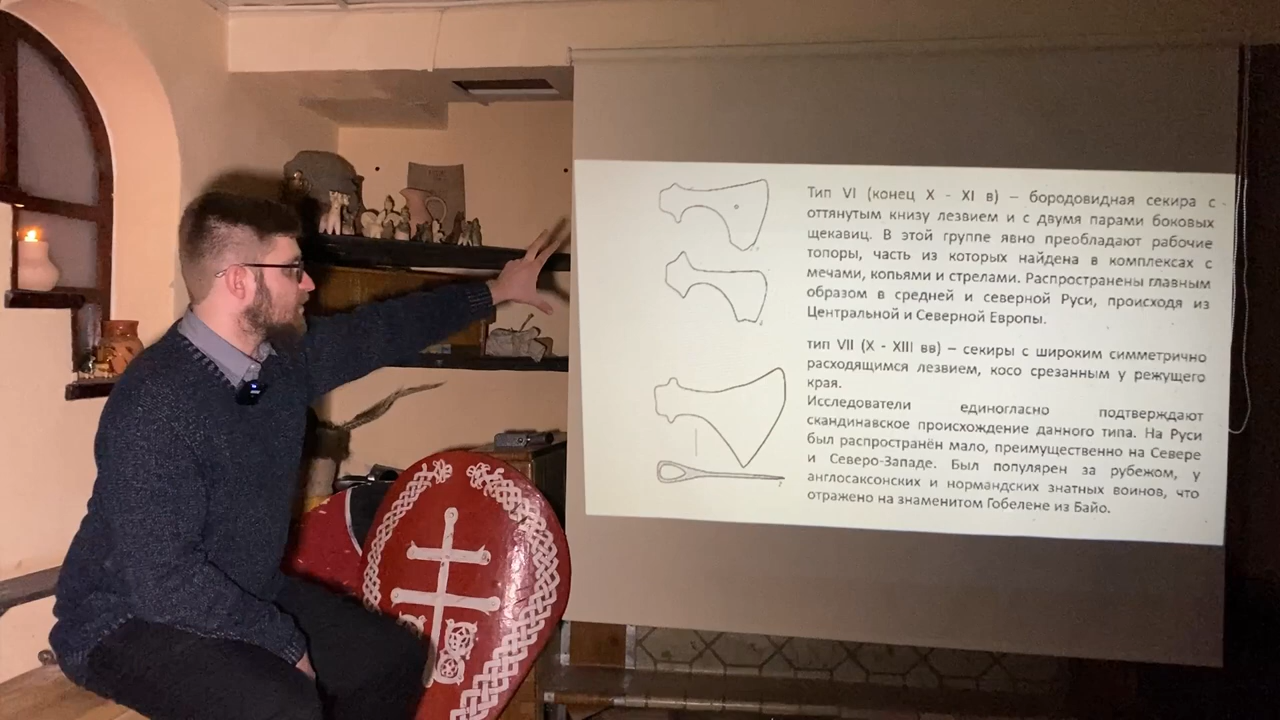 Тип VI (конец X - XI в) – бородовидная секира с
оттянутым книзу лезвием и с двумя парами боковых
щекавиц. В этой группе явно преобладают рабочие
топоры, часть из которых найдена в комплексах с
мечами, копьями и стрелами. Распространены главным
образом в средней и северной Руси, происходя из
Центральной и Северной Европы.
тип VII (X - XIII вв) – секиры с широким симметрично
расходящимся лезвием, косо срезанным у режущего
края.
Исследователи единогласно подтверждают
скандинавское происхождение данного типа. На Руси
был распространён мало, преимущественно на Севере
и Северо-Западе. Был популярен за рубежом, у
англосаксонских и нормандских знатных воинов, что
отражено на знаменитом Гобелене из Байо.